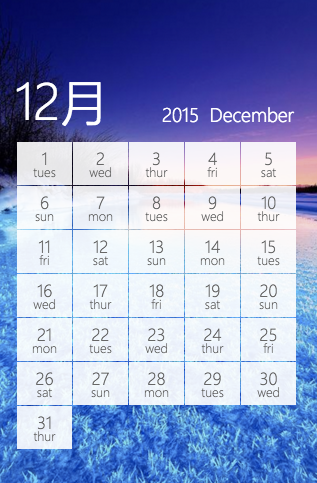 12月
2015 December
1 2 3 4 5
tues wed thur fri sat
6 7 8 9 10
sun mon tues wed thur
11 12 13 14 15
fri sat sun mon tues
16 17 18 19 20
wed thur fri sat sun
21 22 23 24 25
mon tues wed thur fri
26 27 28 29 30
sat sun mon tues wed
31
thur